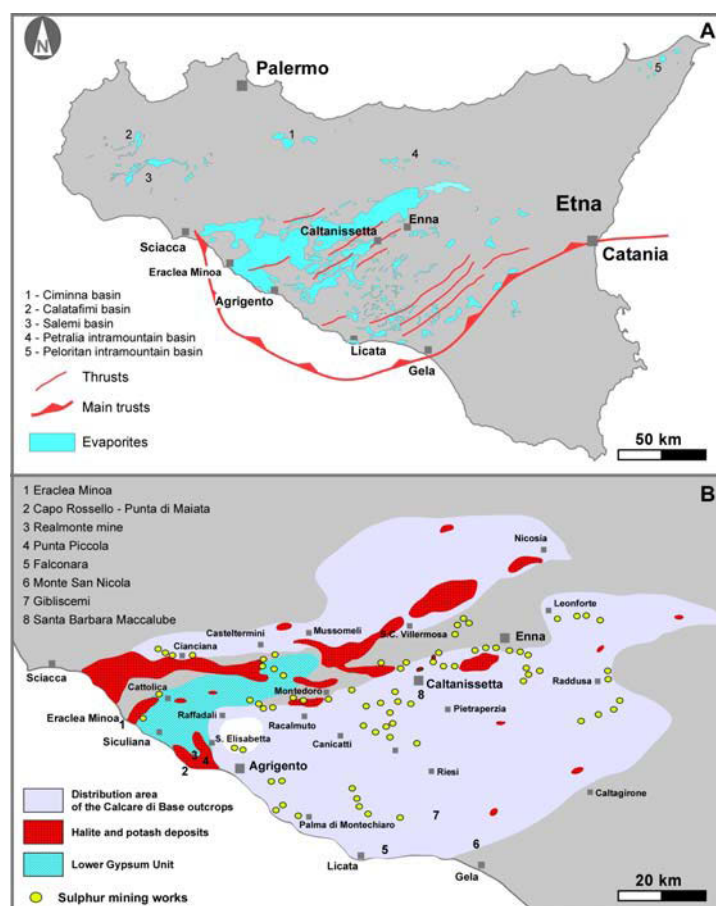 N
A
Palermo
5
2
1
4
3
Etna
Enna
Caltanissetta
Sciacca
Catania
Eraclea Minoa
Agrigento
1 - Ciminna basin
2 - Calatafimi basin
3 - Salemi basin
4 - Petralia intramountain basin
5 - Peloritan intramountain basin
Licata
Gela
Thrusts
Main trusts
Evaporites
50 km
B
1 Eraclea Minoa
2 Capo Rossello - Punta di Maiata
3 Realmonte mine
4 Punta Piccola
5 Falconara
6 Monte San Nicola
7 Gibliscemi
8 Santa Barbara Maccalube
Nicosia
Leonforte
Mussomeli
S.C. Villermosa
Casteltermini
Enna
Cianciana
Sciacca
Caltanissetta
Raddusa
8
Montedoro
Cattolica
Pietraperzia
Eraclea Minoa
1
Raffadali
Racalmuto
Siculiana
S. Elisabetta
Canicatti
3
4
2
Agrigento
Riesi
Caltagirone
7
Palma di Montechiaro
5
6
Licata
Gela
Distribution area
of the Calcare di Base outcrops
Halite and potash deposits
Lower Gypsum Unit
Sulphur mining works
20 km